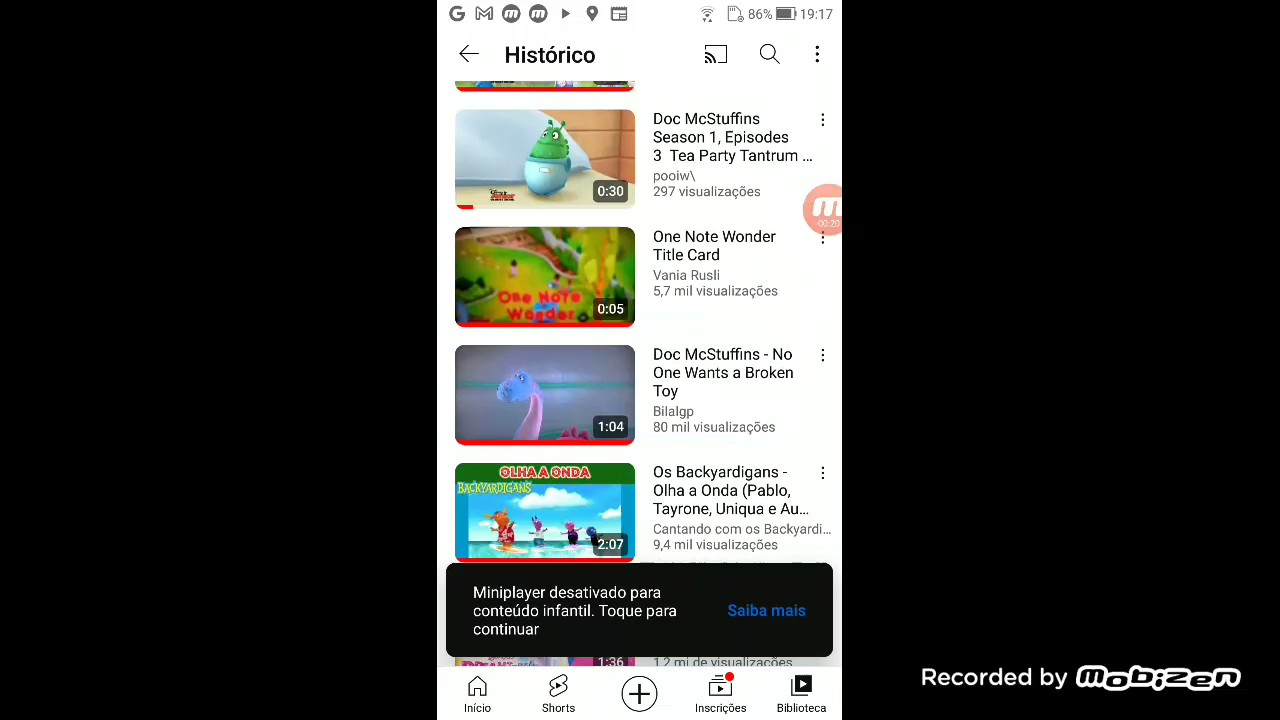 86% 19:17
Histórico
Doc McStuffins
Season 1, Episodes
3 Tea Party Tantrum ...
pooiw\
297 visualizações
0:30
00:20
One Note Wonder
Title Card
Vania Rusli
5,7 mil visualizações
One Note
Wonder
0:05
Doc McStuffins - No
One Wants a Broken
Toy
Bilalgp
80 mil visualizações
1:04
OLHA A ONDA
BACKYARDIGANS
2:07
Os Backyardigans -
Olha a Onda (Pablo,
Tayrone, Uniqua e Au...
Cantando com os Backyardi...
9,4 mil visualizações
Miniplayer desativado para
conteúdo infantil. Toque para
continuar
Saiba mais
1:36
1,2 mi de visualizações
Início
Shorts
Inscrições
Biblioteca
Recorded by mobizen